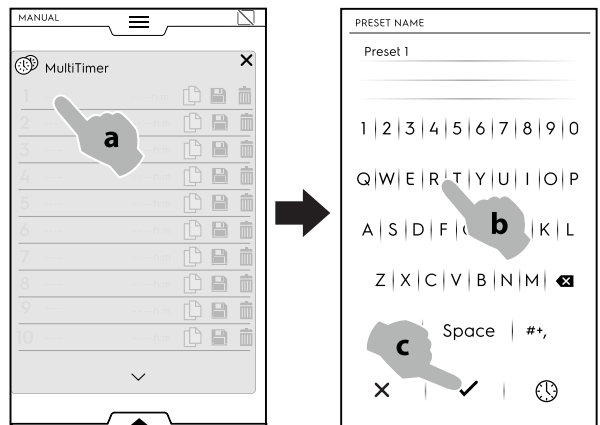 MANUAL
MultiTimer
1
2
3
4
5
6
7
8
9
10
a
PRESET NAME
Preset 1
1 2 3 4 5 6 7 8 9 0
Q W E R T Y U I O P
A S D F K L
b
Z X C V B N M
Space #+,
c